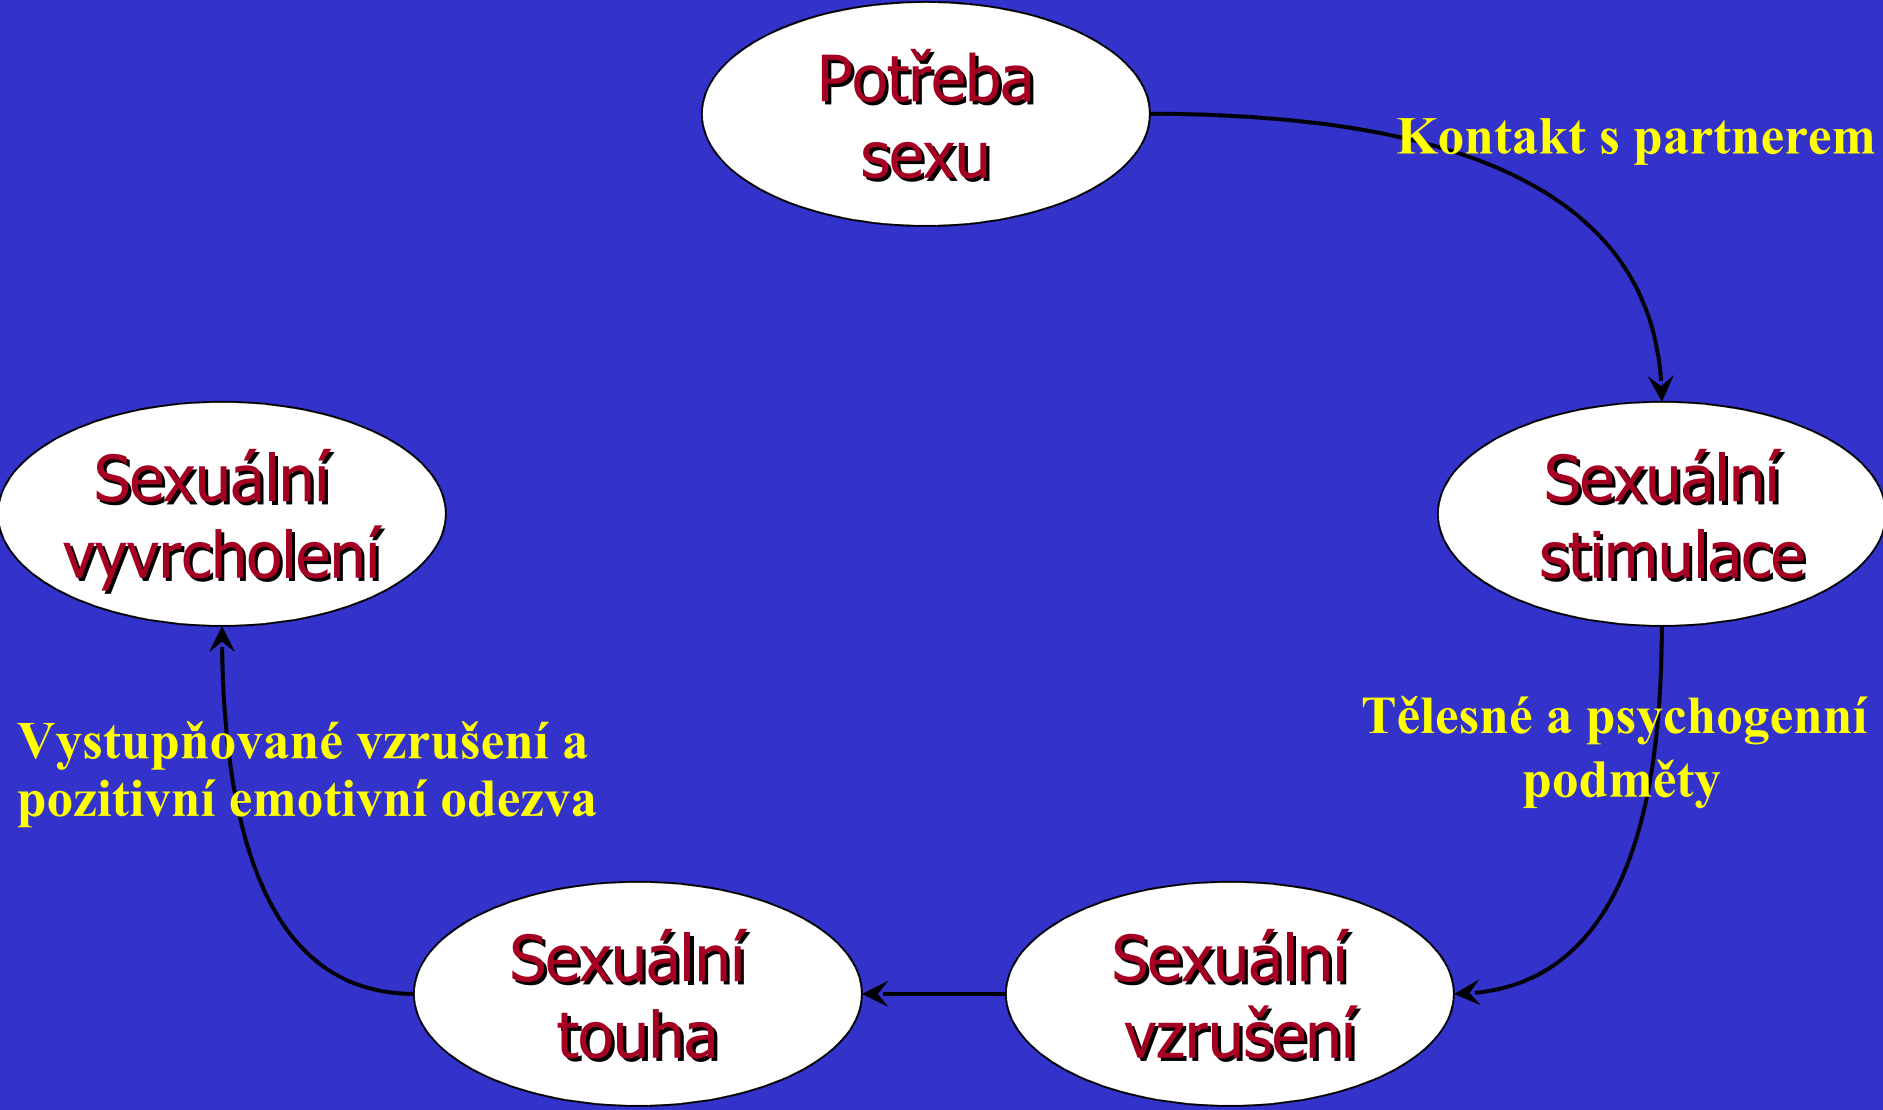 Potřeba
sexu
Kontakt s partnerem
Sexuální
stimulace
Tělesné a psychogenní
podměty
Sexuální
vzrušení
Sexuální
touha
Vystupňované vzrušení a
pozitivní emotivní odezva
Sexuální
vyvrcholení